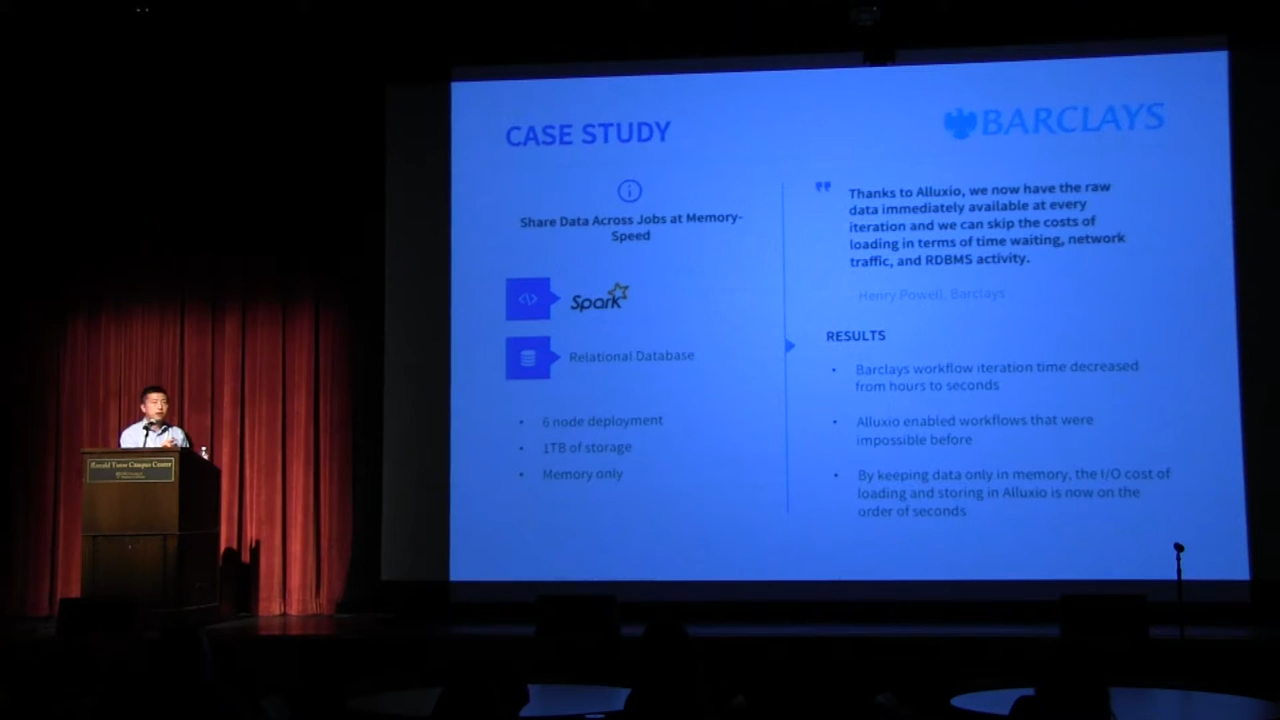 CASE STUDY
BARCLAYS
Share Data Across Jobs at Memory-
Speed
Spark
Relational Database
• 6 node deployment
• 1TB of storage
• Memory only
" Thanks to Alluxio, we now have the raw
data immediately available at every
iteration and we can skip the costs of
loading in terms of time waiting, network
traffic, and RDBMS activity.
Henry Powell, Barclays
RESULTS
• Barclays workflow iteration time decreased
from hours to seconds
• Alluxio enabled workflows that were
impossible before
• By keeping data only in memory, the I/O cost of
loading and storing in Alluxio is now on the
order of seconds
Ronald Tutor Campus Center